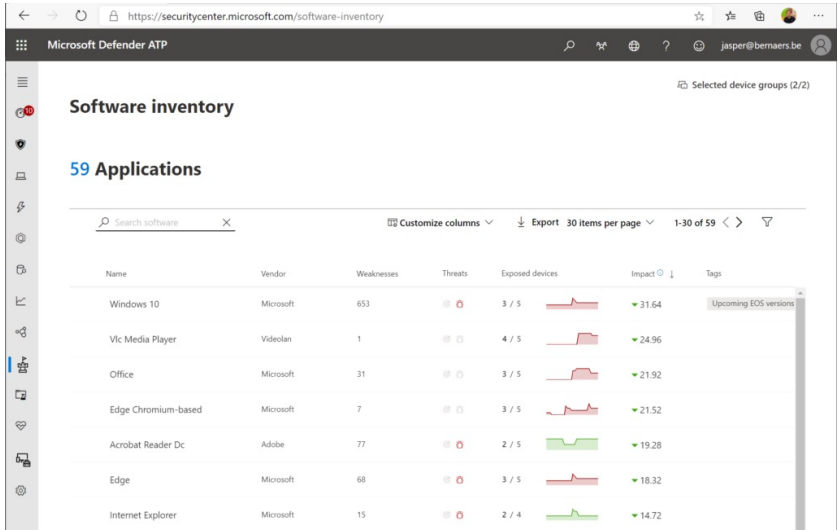 https://securitycenter.microsoft.com/software-inventory
Microsoft Defender ATP
jasper@bernaers.be
Selected device groups (2/2)
10
Software inventory
59 Applications
Search software
Customize columns
Export
30 items per page
1-30 of 59
Name Vendor Weaknesses Threats Exposed devices Impact Tags
Windows 10 Microsoft 653 3 / 5 31.64 Upcoming EOS versions
Vlc Media Player Videolan 1 4 / 5 24.96
Office Microsoft 31 3 / 5 21.92
Edge Chromium-based Microsoft 7 3 / 5 21.52
Acrobat Reader Dc Adobe 77 2 / 5 19.28
Edge Microsoft 68 3 / 5 18.32
Internet Explorer Microsoft 15 2 / 4 14.72